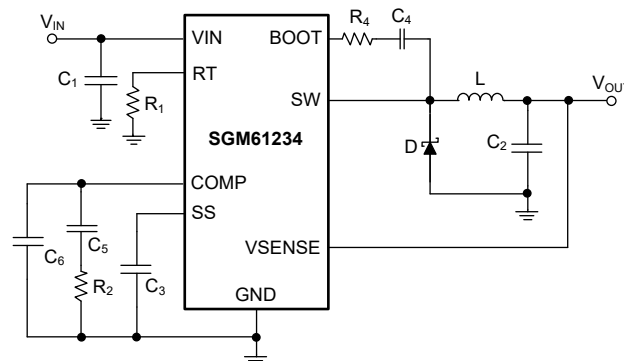 VIN
VIN
BOOT
R4
C4
C1
RT
R1
SW
L
VOUT
SGM61234
D
C2
COMP
SS
C6
C5
R2
C3
VSENSE
GND